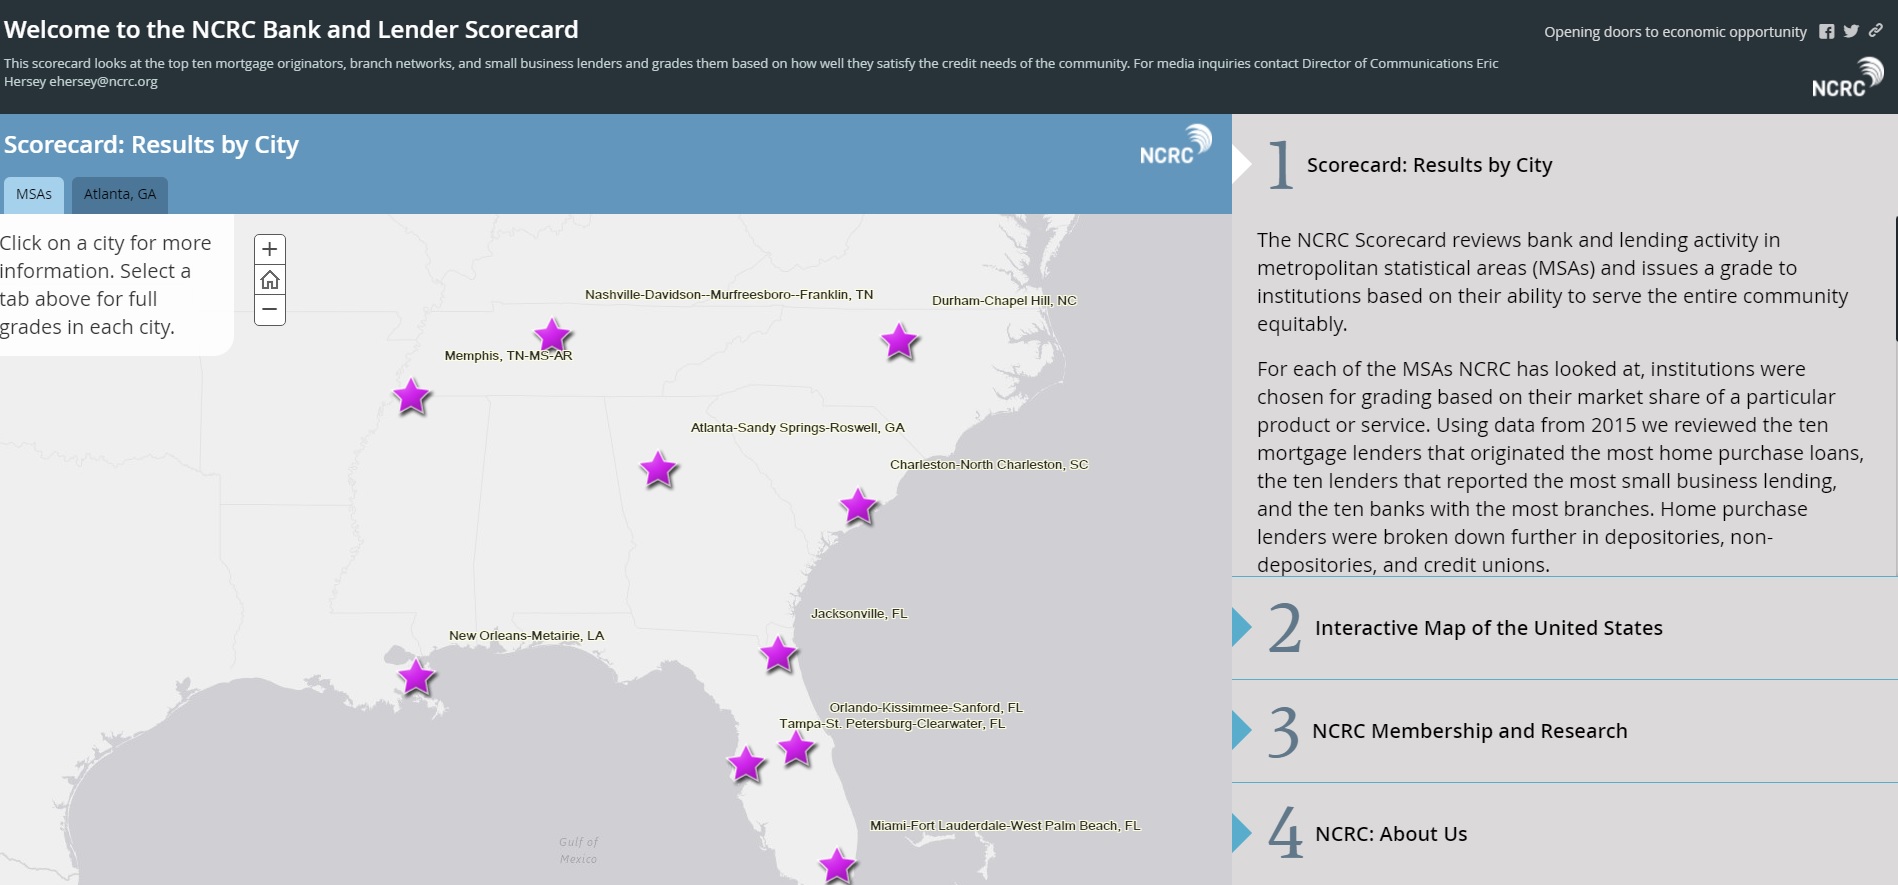 Welcome to the NCRC Bank and Lender Scorecard
This scorecard looks at the top ten mortgage originators, branch networks, and small business lenders and grades them based on how well they satisfy the credit needs of the community. For media inquiries contact Director of Communications Eric
Hersey ehersey@ncrc.org
Opening doors to economic opportunity
NCRC
Scorecard: Results by City
NCRC
MSAs
Atlanta, GA
Click on a city for more
information. Select a
tab above for full
grades in each city.
+
−
Nashville-Davidson--Murfreesboro--Franklin, TN
Durham-Chapel Hill, NC
Memphis, TN-MS-AR
Atlanta-Sandy Springs-Roswell, GA
Charleston-North Charleston, SC
Jacksonville, FL
New Orleans-Metairie, LA
Orlando-Kissimmee-Sanford, FL
Tampa-St. Petersburg-Clearwater, FL
Miami-Fort Lauderdale-West Palm Beach, FL
Gulf of
Mexico
1 Scorecard: Results by City
The NCRC Scorecard reviews bank and lending activity in
metropolitan statistical areas (MSAs) and issues a grade to
institutions based on their ability to serve the entire community
equitably.
For each of the MSAs NCRC has looked at, institutions were
chosen for grading based on their market share of a particular
product or service. Using data from 2015 we reviewed the ten
mortgage lenders that originated the most home purchase loans,
the ten lenders that reported the most small business lending,
and the ten banks with the most branches. Home purchase
lenders were broken down further in depositories, non-
depositories, and credit unions.
2 Interactive Map of the United States
3 NCRC Membership and Research
4 NCRC: About Us